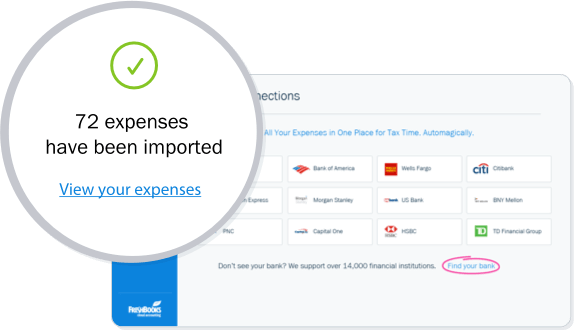 72 expenses
have been imported
View your expenses
nections
All Your Expenses in One Place for Tax Time. Automagically.
Bank of America
Wells Fargo
citi Citibank
Express
Morgan Stanley
US Bank
BNY Mellon
PNC
Capital One
HSBC
TD Financial Group
Don't see your bank? We support over 14,000 financial institutions. Find your bank
FreshBooks
cloud accounting